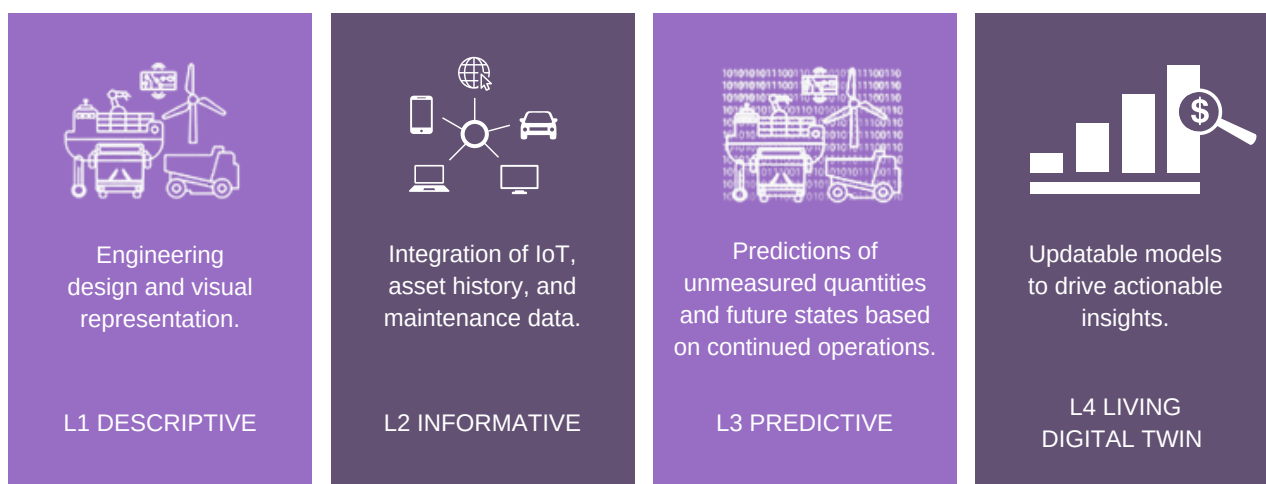 Engineering
design and visual
representation.
L1 DESCRIPTIVE
Integration of IoT,
asset history, and
maintenance data.
L2 INFORMATIVE
Predictions of
unmeasured quantities
and future states based
on continued operations.
L3 PREDICTIVE
$
Updatable models
to drive actionable
insights.
L4 LIVING
DIGITAL TWIN